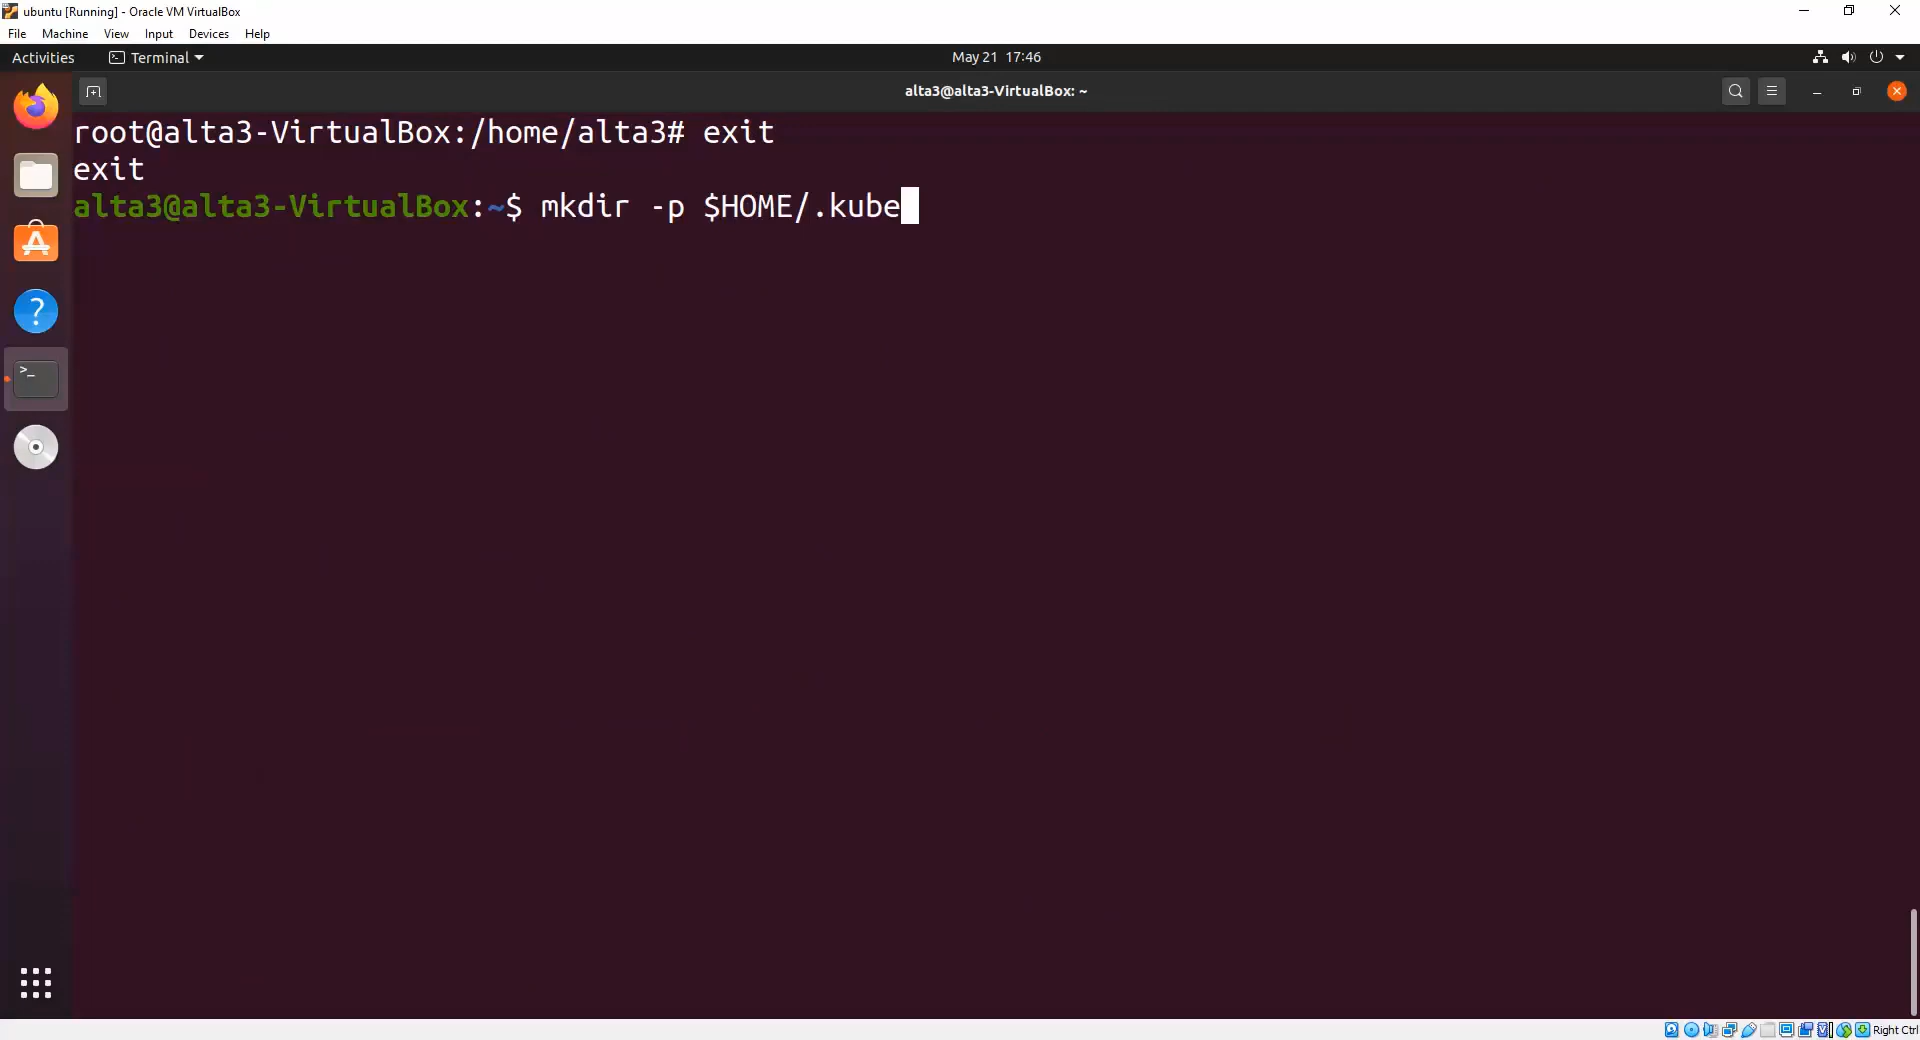 ubuntu [Running] - Oracle VM VirtualBox
File Machine View Input Devices Help
Activities Terminal May 21 17:46
alta3@alta3-VirtualBox: ~
root@alta3-VirtualBox:/home/alta3# exit
exit
alta3@alta3-VirtualBox:~$ mkdir -p $HOME/.kube
Right Ctrl